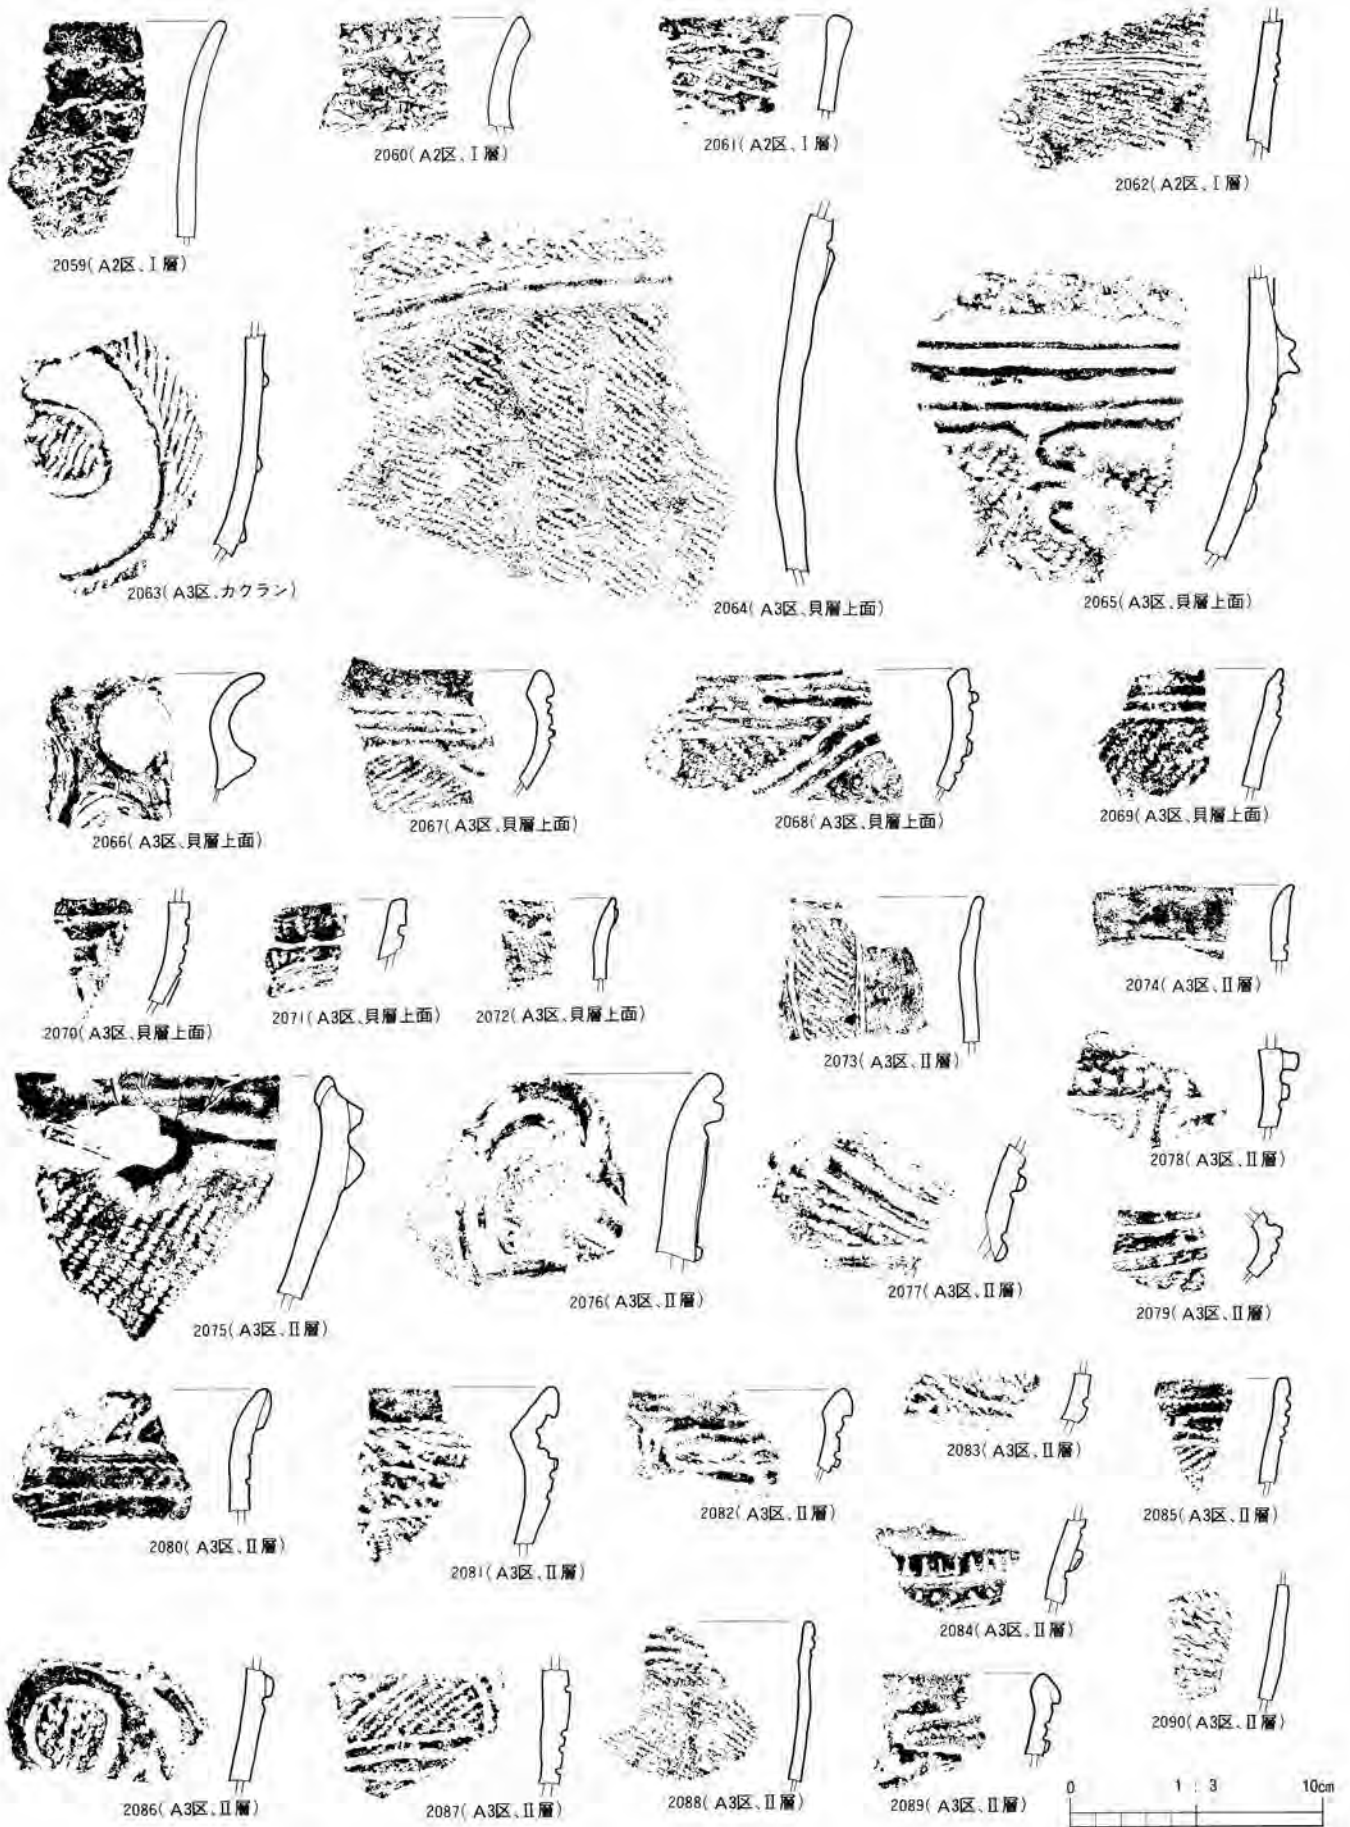 2059(A2区、I層)
2060(A2区、I層)
2061(A2区、I層)
2062(A2区、I層)
2063(A3区、カクラン)
2064(A3区、貝層上面)
2065(A3区、貝層上面)
2066(A3区、貝層上面)
2067(A3区、貝層上面)
2068(A3区、貝層上面)
2069(A3区、貝層上面)
2070(A3区、貝層上面)
2071(A3区、貝層上面)
2072(A3区、貝層上面)
2073(A3区、II層)
2074(A3区、II層)
2075(A3区、II層)
2076(A3区、II層)
2077(A3区、II層)
2078(A3区、II層)
2079(A3区、II層)
2080(A3区、II層)
2081(A3区、II層)
2082(A3区、II層)
2083(A3区、II層)
2084(A3区、II層)
2085(A3区、II層)
2086(A3区、II層)
2087(A3区、II層)
2088(A3区、II層)
2089(A3区、II層)
2090(A3区、II層)
0 1:3 10cm